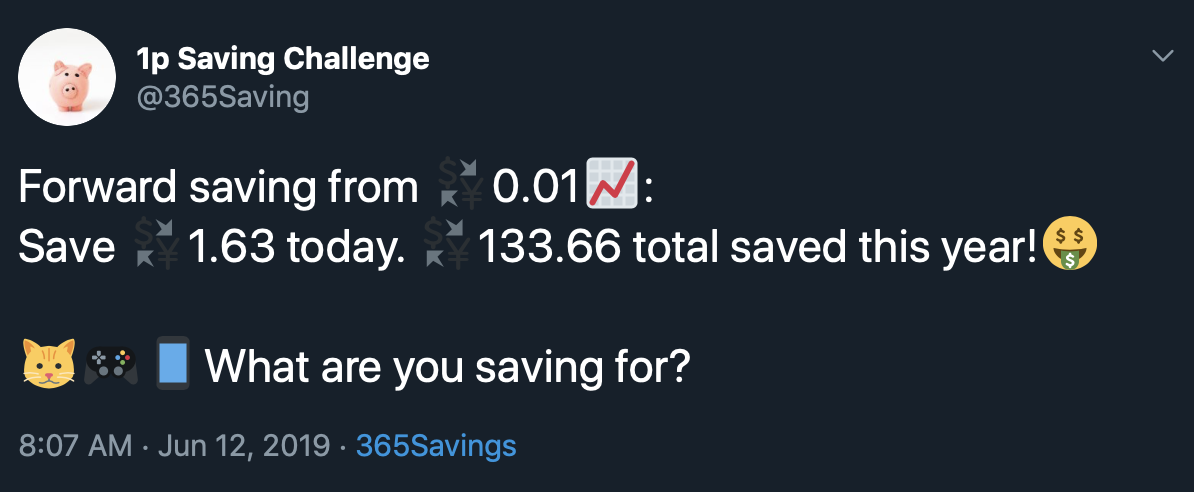 1p Saving Challenge
@365Saving
Forward saving from 💱0.01📈:
Save 💱1.63 today. 💱133.66 total saved this year!🤑
🐱🎮📱What are you saving for?
8:07 AM · Jun 12, 2019 · 365Savings